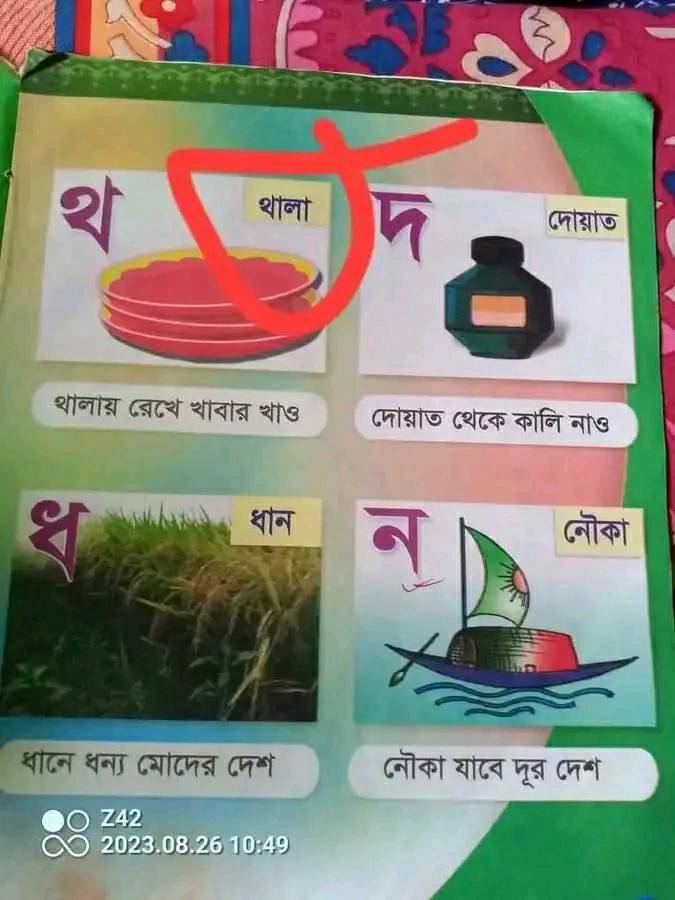 থ
থালা
দ
দোয়াত
থালায় রেখে খাবার খাও
দোয়াত থেকে কালি নাও
ধ
ধান
ন
নৌকা
ধানে ধন্য মোদের দেশ
নৌকা যাবে দূর দেশ
Z42
2023.08.26 10:49